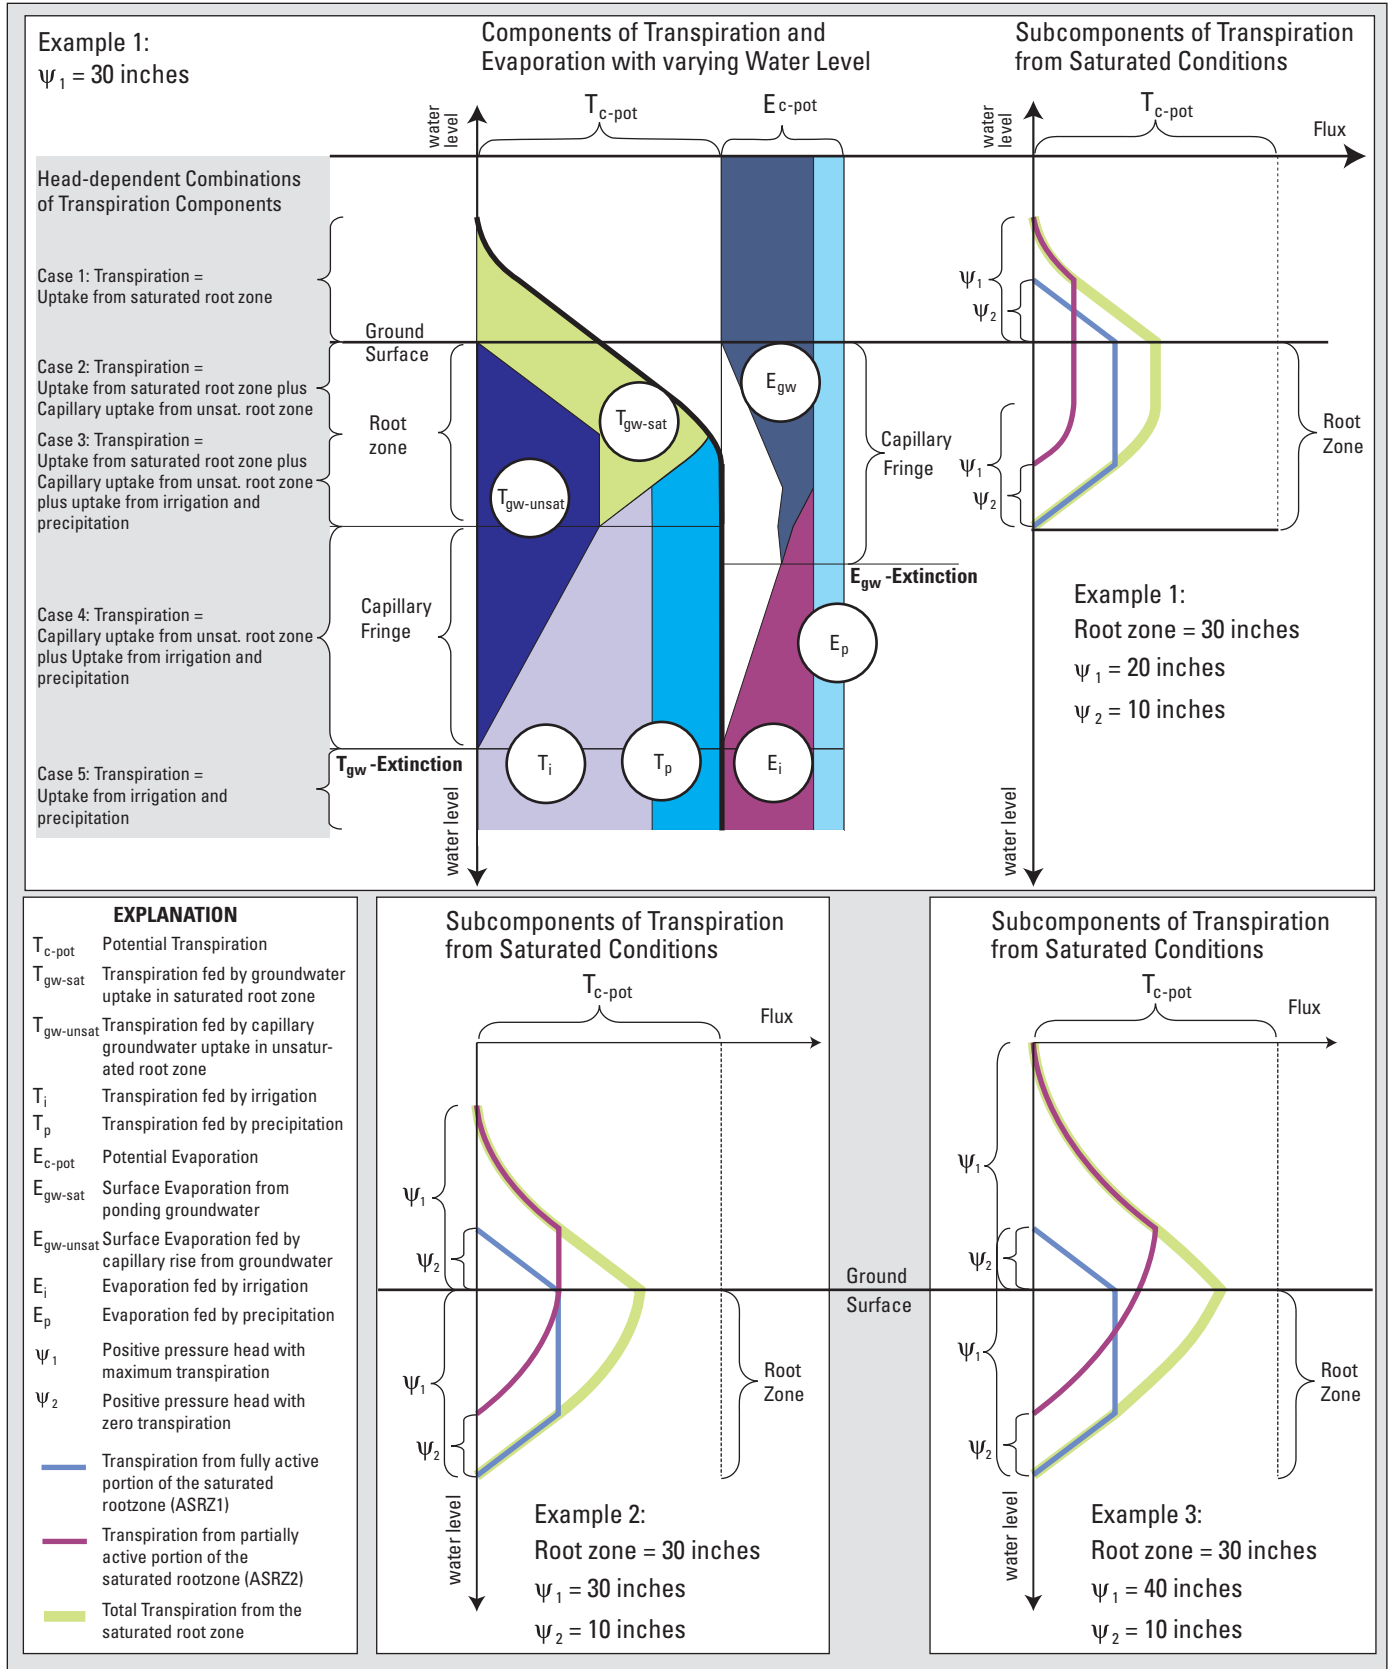 Example 1:
ψ1 = 30 inches
Components of Transpiration and
Evaporation with varying Water Level
Subcomponents of Transpiration
from Saturated Conditions
water
level
Tc-pot
Ec-pot
water
level
Tc-pot
Flux
Head-dependent Combinations
of Transpiration Components
Case 1: Transpiration =
Uptake from saturated root zone
Ground
Surface
Case 2: Transpiration =
Uptake from saturated root zone plus
Capillary uptake from unsat. root zone
Case 3: Transpiration =
Uptake from saturated root zone plus
Capillary uptake from unsat. root zone
plus uptake from irrigation and
precipitation
Root
zone
Tgw-sat
Tgw-unsat
Egw
Capillary
Fringe
Egw -Extinction
Case 4: Transpiration =
Capillary uptake from unsat. root zone
plus Uptake from irrigation and
precipitation
Capillary
Fringe
Ep
Case 5: Transpiration =
Uptake from irrigation and
precipitation
Tgw -Extinction
Ti
Tp
Ei
water level
ψ1
ψ2
ψ1
ψ2
Root
Zone
Example 1:
Root zone = 30 inches
ψ1 = 20 inches
ψ2 = 10 inches
water level
EXPLANATION
Tc-pot Potential Transpiration
Tgw-sat Transpiration fed by groundwater
uptake in saturated root zone
Tgw-unsat Transpiration fed by capillary
groundwater uptake in unsatur-
ated root zone
Ti Transpiration fed by irrigation
Tp Transpiration fed by precipitation
Ec-pot Potential Evaporation
Egw-sat Surface Evaporation from
ponding groundwater
Egw-unsat Surface Evaporation fed by
capillary rise from groundwater
Ei Evaporation fed by irrigation
Ep Evaporation fed by precipitation
ψ1 Positive pressure head with
maximum transpiration
ψ2 Positive pressure head with
zero transpiration
Transpiration from fully active
portion of the saturated
rootzone (ASRZ1)
Transpiration from partially
active portion of the
saturated rootzone (ASRZ2)
Total Transpiration from the
saturated root zone
Subcomponents of Transpiration
from Saturated Conditions
Tc-pot
Flux
ψ1
ψ2
ψ1
ψ2
Root
Zone
water level
Example 2:
Root zone = 30 inches
ψ1 = 30 inches
ψ2 = 10 inches
Ground
Surface
Subcomponents of Transpiration
from Saturated Conditions
Tc-pot
Flux
ψ1
ψ2
ψ1
ψ2
Root
Zone
water level
Example 3:
Root zone = 30 inches
ψ1 = 40 inches
ψ2 = 10 inches